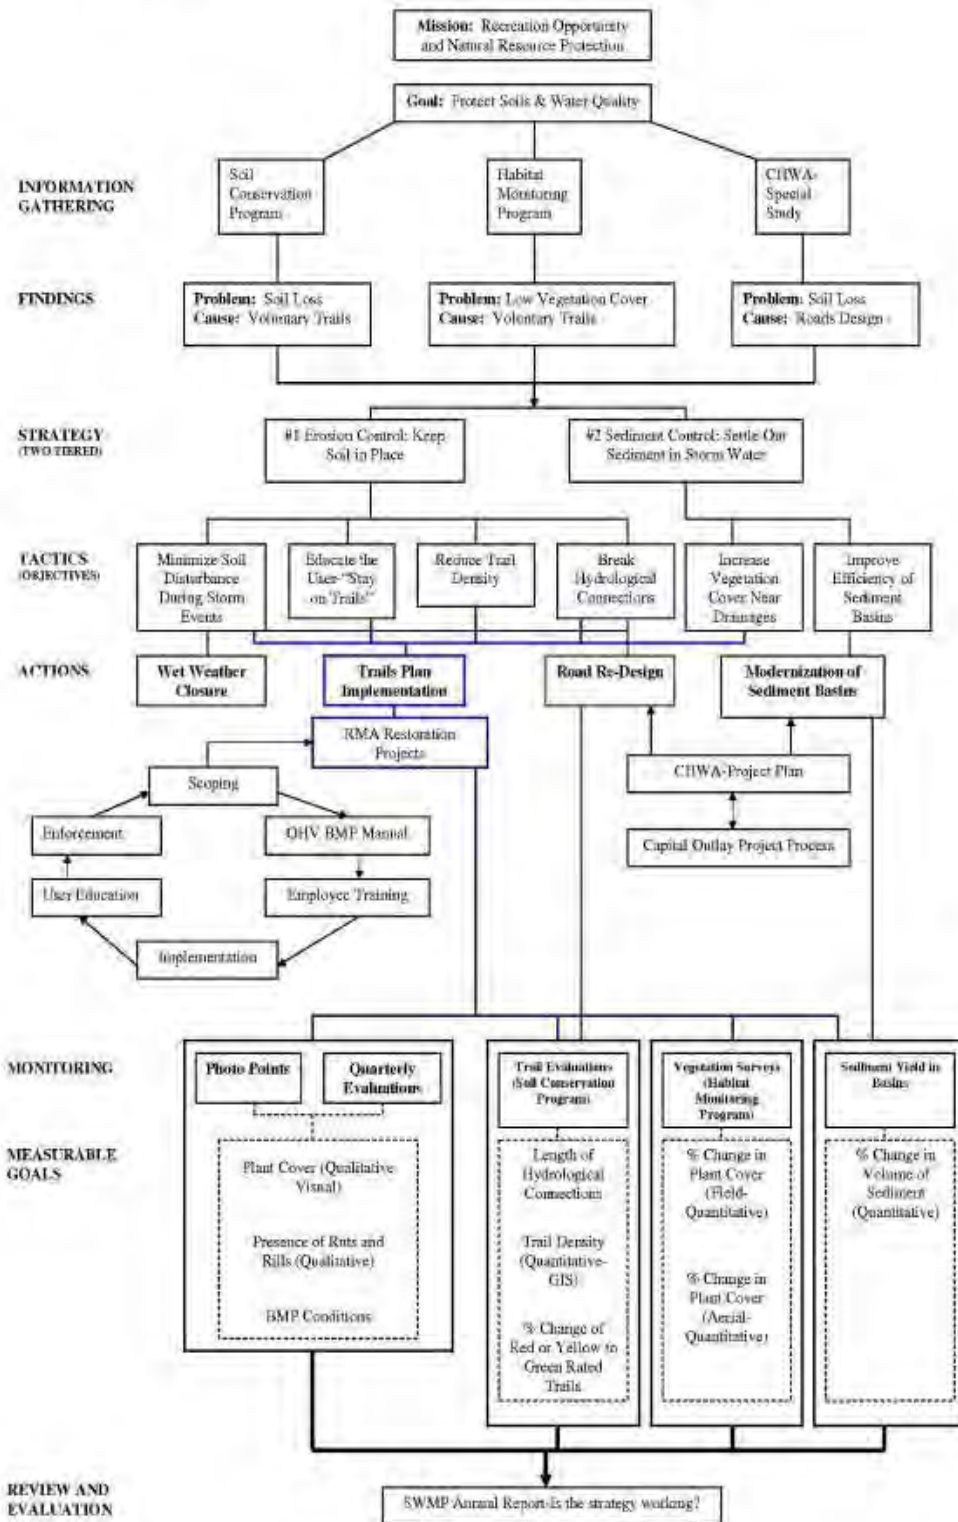 Mission: Recreation Opportunity
and Natural Resource Protection
Goal: Protect Soils & Water Quality
INFORMATION
GATHERING
Soil
Conservation
Program
Habitat
Monitoring
Program
CHWA-
Special
Study
FINDINGS
Problem: Soil Loss
Cause: Voluntary Trails
Problem: Low Vegetation Cover
Cause: Voluntary Trails
Problem: Soil Loss
Cause: Roads Design
STRATEGY
(TWO TIERED)
#1 Erosion Control: Keep
Soil in Place
#2 Sediment Control: Settle Out
Sediment in Storm Water
TACTICS
(OBJECTIVES)
Minimize Soil
Disturbance
During Storm
Events
Educate the
User-"Stay
on Trails"
Reduce Trail
Density
Break
Hydrological
Connections
Increase
Vegetation
Cover Near
Drainages
Improve
Efficiency of
Sediment
Basins
ACTIONS
Wet Weather
Closure
Trails Plan
Implementation
Road Re-Design
Modernization of
Sediment Basins
RMA Restoration
Projects
Scoping
CHWA-Project Plan
Enforcement
OHV BMP Manual
Capital Outlay Project Process
User Education
Employee Training
Implementation
MONITORING
Photo Points
Quarterly
Evaluations
Trail Evaluations
(Soil Conservation
Program)
Vegetation Surveys
(Habitat
Monitoring
Program)
Sediment Yield in
Basins
MEASURABLE
GOALS
Plant Cover (Qualitative
Visual)
Presence of Ruts and
Rills (Qualitative)
BMP Conditions
Length of
Hydrological
Connections
Trail Density
(Quantitative-
GIS)
% Change of
Red or Yellow to
Green Rated
Trails
% Change in
Plant Cover
(Field-
Quantitative)
% Change in
Plant Cover
(Aerial-
Quantitative)
% Change in
Volume of
Sediment
(Quantitative)
REVIEW AND
EVALUATION
SWMP Annual Report-Is the strategy working?